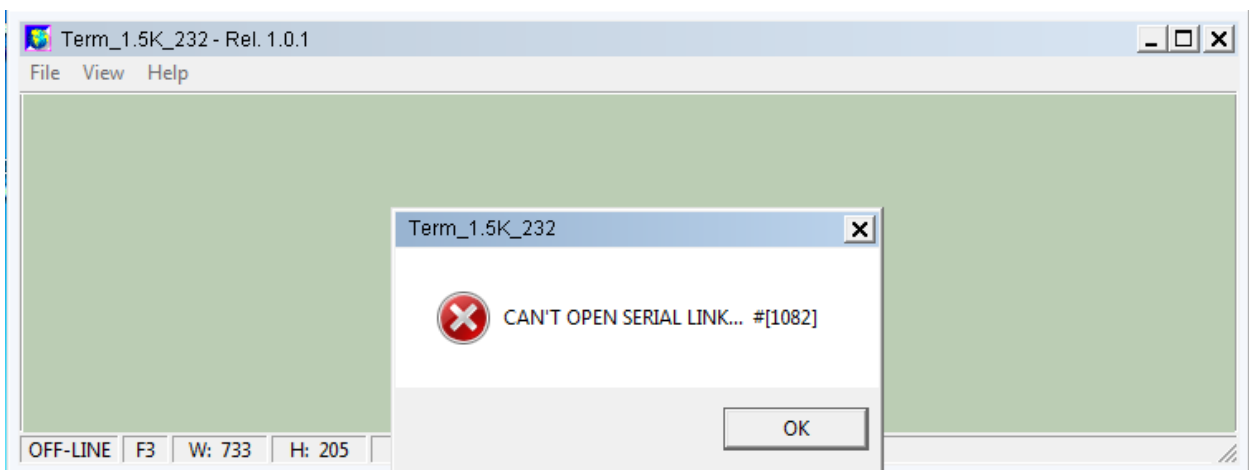 Term_1.5K_232 - Rel. 1.0.1
File View Help
Term_1.5K_232
CAN'T OPEN SERIAL LINK... #[1082]
OK
OFF-LINE F3 W: 733 H: 205